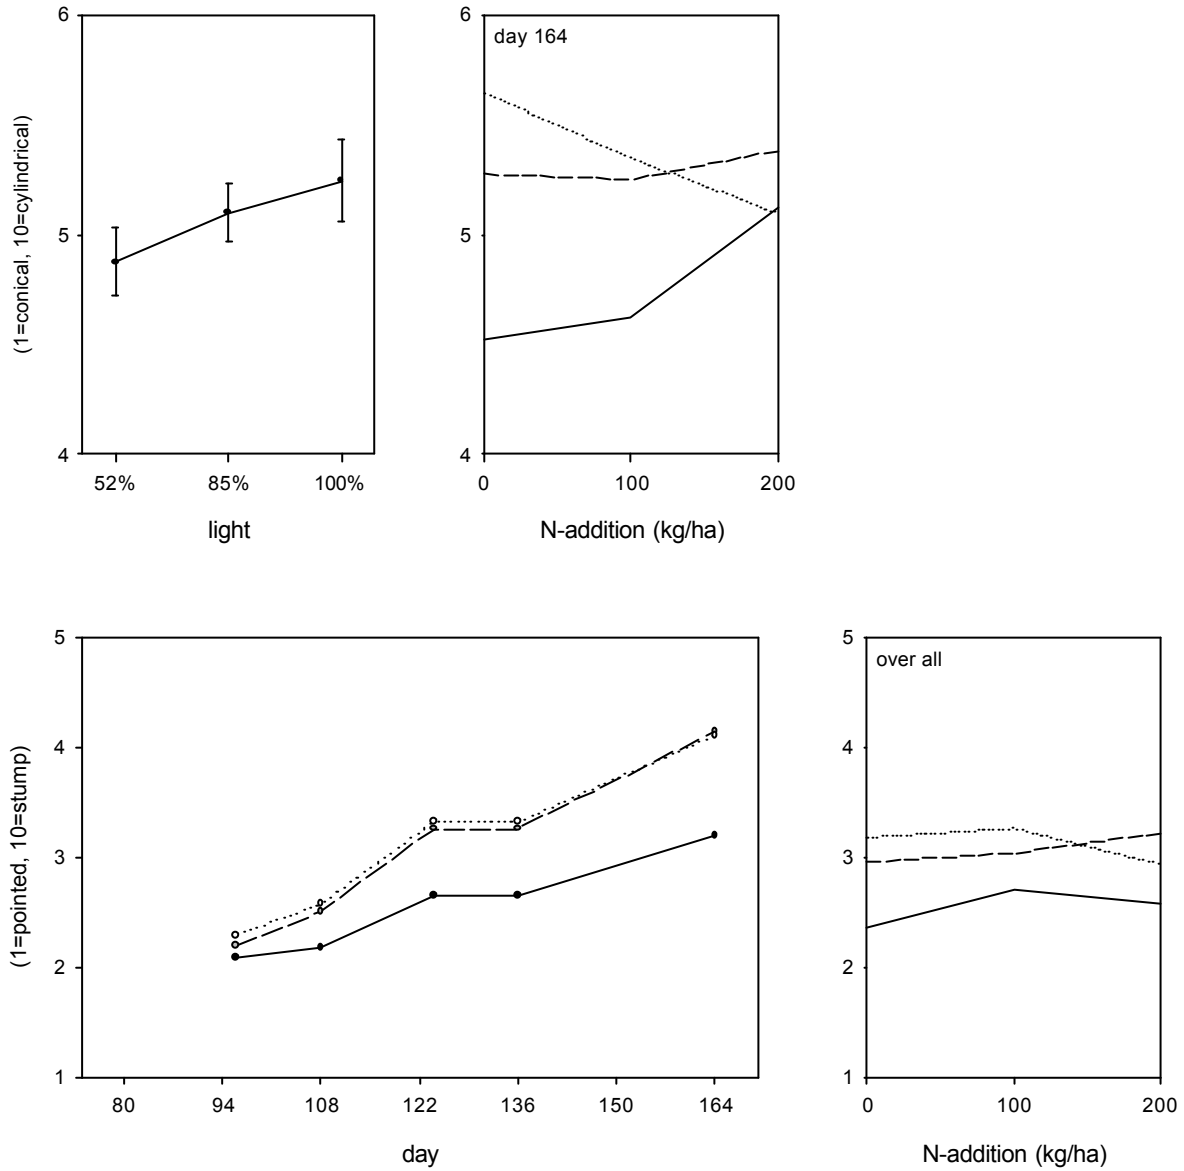 (1=conical, 10=cylindrical)
6
5
4
52% 85% 100%
light
day 164
6
5
4
0 100 200
N-addition (kg/ha)
(1=pointed, 10=stump)
5
4
3
2
1
80 94 108 122 136 150 164
day
over all
5
4
3
2
1
0 100 200
N-addition (kg/ha)